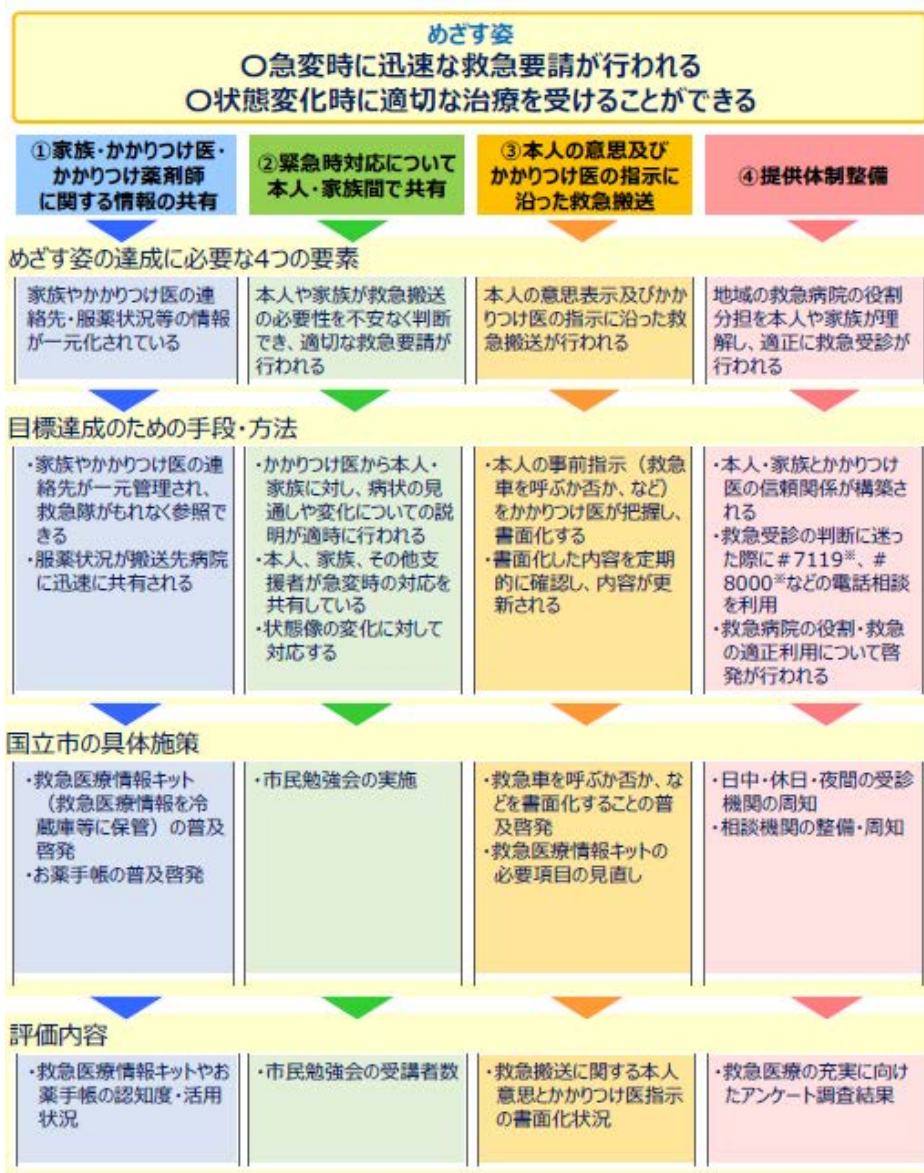 めざす姿
〇急変時に迅速な救急要請が行われる
〇状態変化時に適切な治療を受けることができる
①家族・かかりつけ医・
かかりつけ薬剤師
に関する情報の共有
②緊急時対応について
本人・家族間で共有
③本人の意思及び
かかりつけ医の指示に
沿った救急搬送
④提供体制整備
めざす姿の達成に必要な4つの要素
家族やかかりつけ医の連
絡先・服薬状況等の情報
が一元化されている
本人や家族が救急搬送
の必要性を不安なく判断
でき、適切な救急要請が
行われる
本人の意思表示及びかか
りつけ医の指示に沿った救
急搬送が行われる
地域の救急病院の役割
分担を本人や家族が理
解し、適正に救急受診が
行われる
目標達成のための手段・方法
・家族やかかりつけ医の連
絡先が一元管理され、
救急隊がもれなく参照で
きる
・服薬状況が搬送先病院
に迅速に共有される
・かかりつけ医から本人・
家族に対し、病状の見
通しや変化についての説
明が適時に行われる
・本人、家族、その他支
援者が急変時の対応を
共有している
・状態像の変化に対して
対応する
・本人の事前指示（救急
車を呼ぶか否か、など）
をかかりつけ医が把握し、
書面化する
・書面化した内容を定期
的に確認し、内容が更
新される
・本人・家族とかかりつけ
医の信頼関係が構築さ
れる
・救急受診の判断に迷っ
た際に＃7119※、＃
8000※などの電話相談
を利用
・救急病院の役割・救急
の適正利用について啓
発が行われる
国立市の具体施策
・救急医療情報キット
（救急医療情報を冷
蔵庫等に保管）の普及
啓発
・お薬手帳の普及啓発
・市民勉強会の実施
・救急車を呼ぶか否か、な
どを書面化することの普
及啓発
・救急医療情報キットの
必要項目の見直し
・日中・休日・夜間の受診
機関の周知
・相談機関の整備・周知
評価内容
・救急医療情報キットやお
薬手帳の認知度・活用
状況
・市民勉強会の受講者数
・救急搬送に関する本人
意思とかかりつけ医指示
の書面化状況
・救急医療の充実に向け
たアンケート調査結果